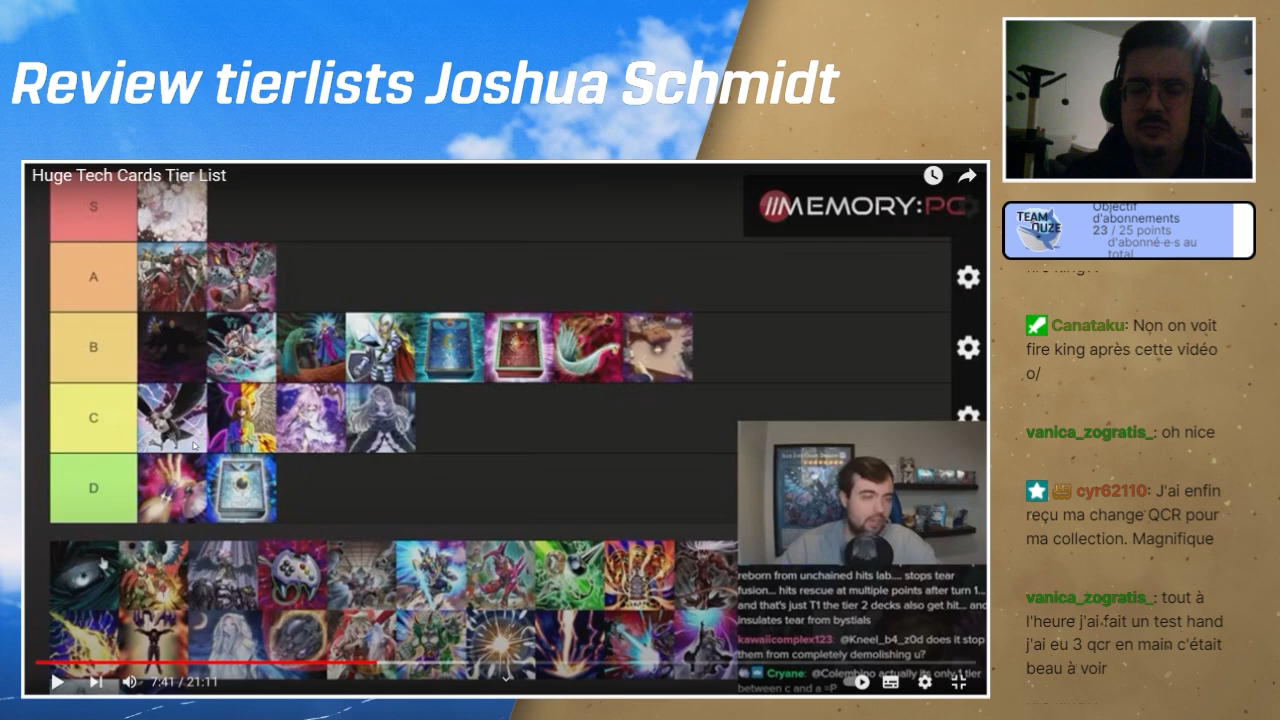 Review tierlists Joshua Schmidt
Huge Tech Cards Tier List
MEMORY:PC
S
A
B
C
D
reborn from unchained hits lab.... stops tear
fusion... hits rescue at multiple points after turn 1...
and that's just T1 the tier 2 decks also get hit... and
insulates tear from bystials
kawaiicomplex123: @Kneel_b4_z0d does it stop
them from completely demolishing u?
Cryane: actually its only 1 tier
between c and a =P
7:41 / 21:11
TEAM
OUZE
Objectif
d'abonnements
23 / 25 points
d'abonné·e·s au
total
Canataku: Non on voit
fire king après cette vidéo
o/
vanica_zogratis_: oh nice
cyr62110: J'ai enfin
reçu ma change QCR pour
ma collection. Magnifique
vanica_zogratis_: tout à
l'heure j'ai fait un test hand
j'ai eu 3 qcr en main c'était
beau à voir